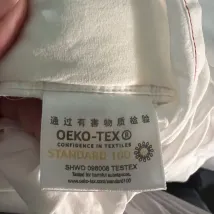 通过有害物质检验
OEKO-TEX®
CONFIDENCE IN TEXTILES
STANDARD 100
SHWO 098008 TESTEX
Tested for harmful substances.